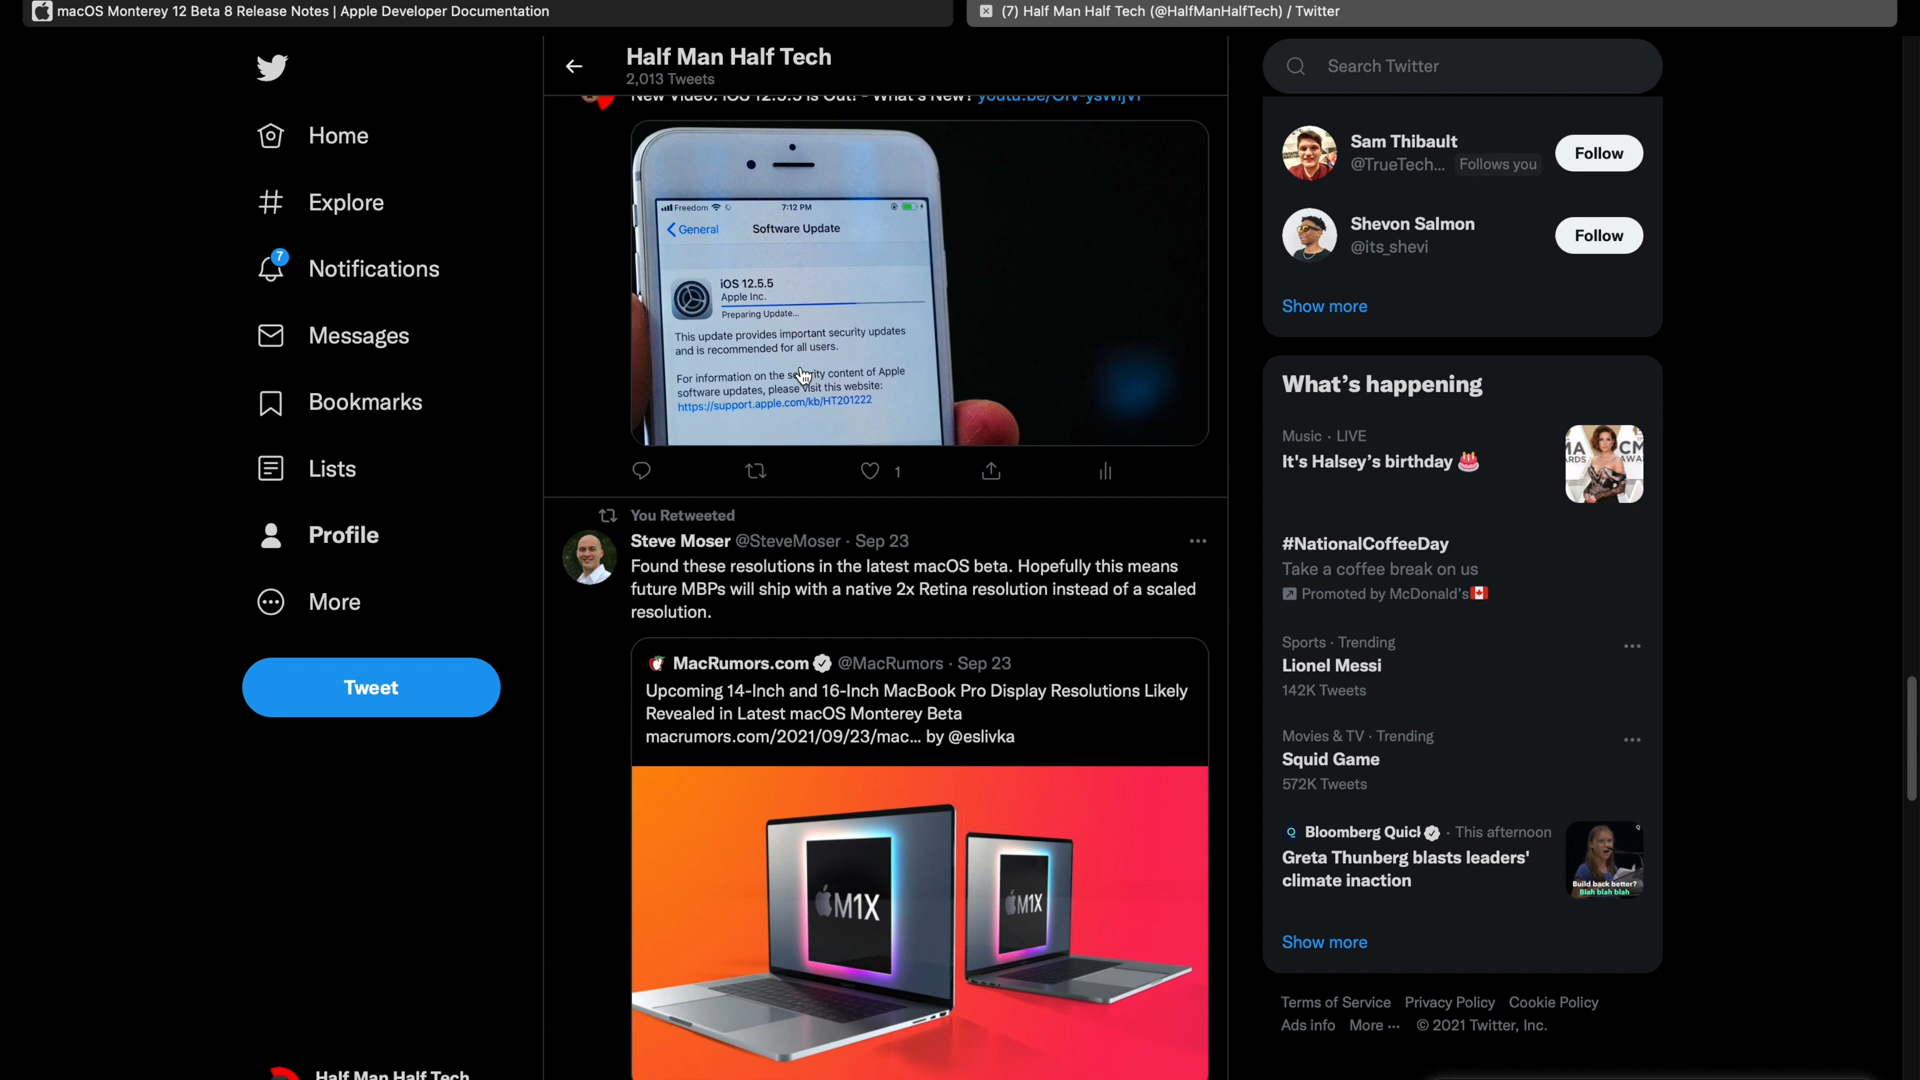 macOS Monterey 12 Beta 8 Release Notes | Apple Developer Documentation
(7) Half Man Half Tech (@HalfManHalfTech) / Twitter
Half Man Half Tech
2,013 Tweets
Home
Explore
7
Notifications
Messages
Bookmarks
Lists
Profile
More
Tweet
Half Man Half Tech
New Video: iOS 12.5.5 is Out! - What's New?
Freedom
7:12 PM
General
Software Update
iOS 12.5.5
Apple Inc.
Preparing Update...
This update provides important security updates
and is recommended for all users.
For information on the security content of Apple
software updates, please visit this website:
https://support.apple.com/kb/HT201222
1
You Retweeted
Steve Moser @SteveMoser · Sep 23
Found these resolutions in the latest macOS beta. Hopefully this means
future MBPs will ship with a native 2x Retina resolution instead of a scaled
resolution.
MacRumors.com @MacRumors · Sep 23
Upcoming 14-Inch and 16-Inch MacBook Pro Display Resolutions Likely
Revealed in Latest macOS Monterey Beta
macrumors.com/2021/09/23/mac... by @eslivka
M1X
M1X
Search Twitter
Sam Thibault
@TrueTech... Follows you
Follow
Shevon Salmon
@its_shevi
Follow
Show more
What's happening
Music · LIVE
It's Halsey's birthday
#NationalCoffeeDay
Take a coffee break on us
Promoted by McDonald's
Sports · Trending
Lionel Messi
142K Tweets
Movies & TV · Trending
Squid Game
572K Tweets
Bloomberg Quick · This afternoon
Greta Thunberg blasts leaders'
climate inaction
Build back better?
Blah blah blah
Show more
Terms of Service Privacy Policy Cookie Policy
Ads info More ··· © 2021 Twitter, Inc.